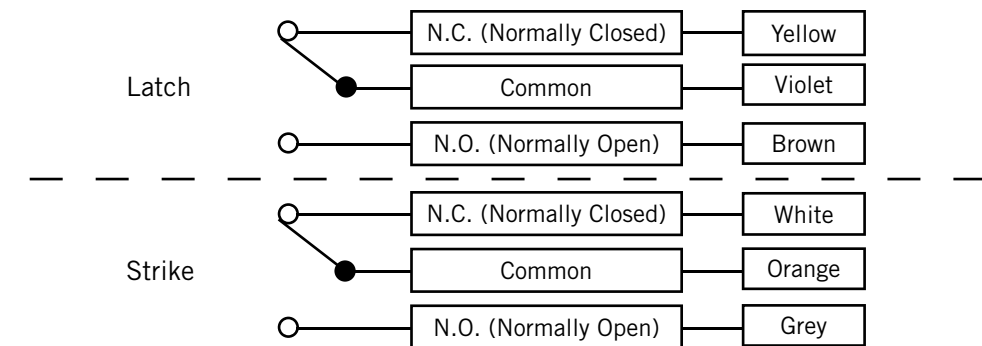 N.C. (Normally Closed) Yellow
Latch Common Violet
N.O. (Normally Open) Brown
N.C. (Normally Closed) White
Strike Common Orange
N.O. (Normally Open) Grey